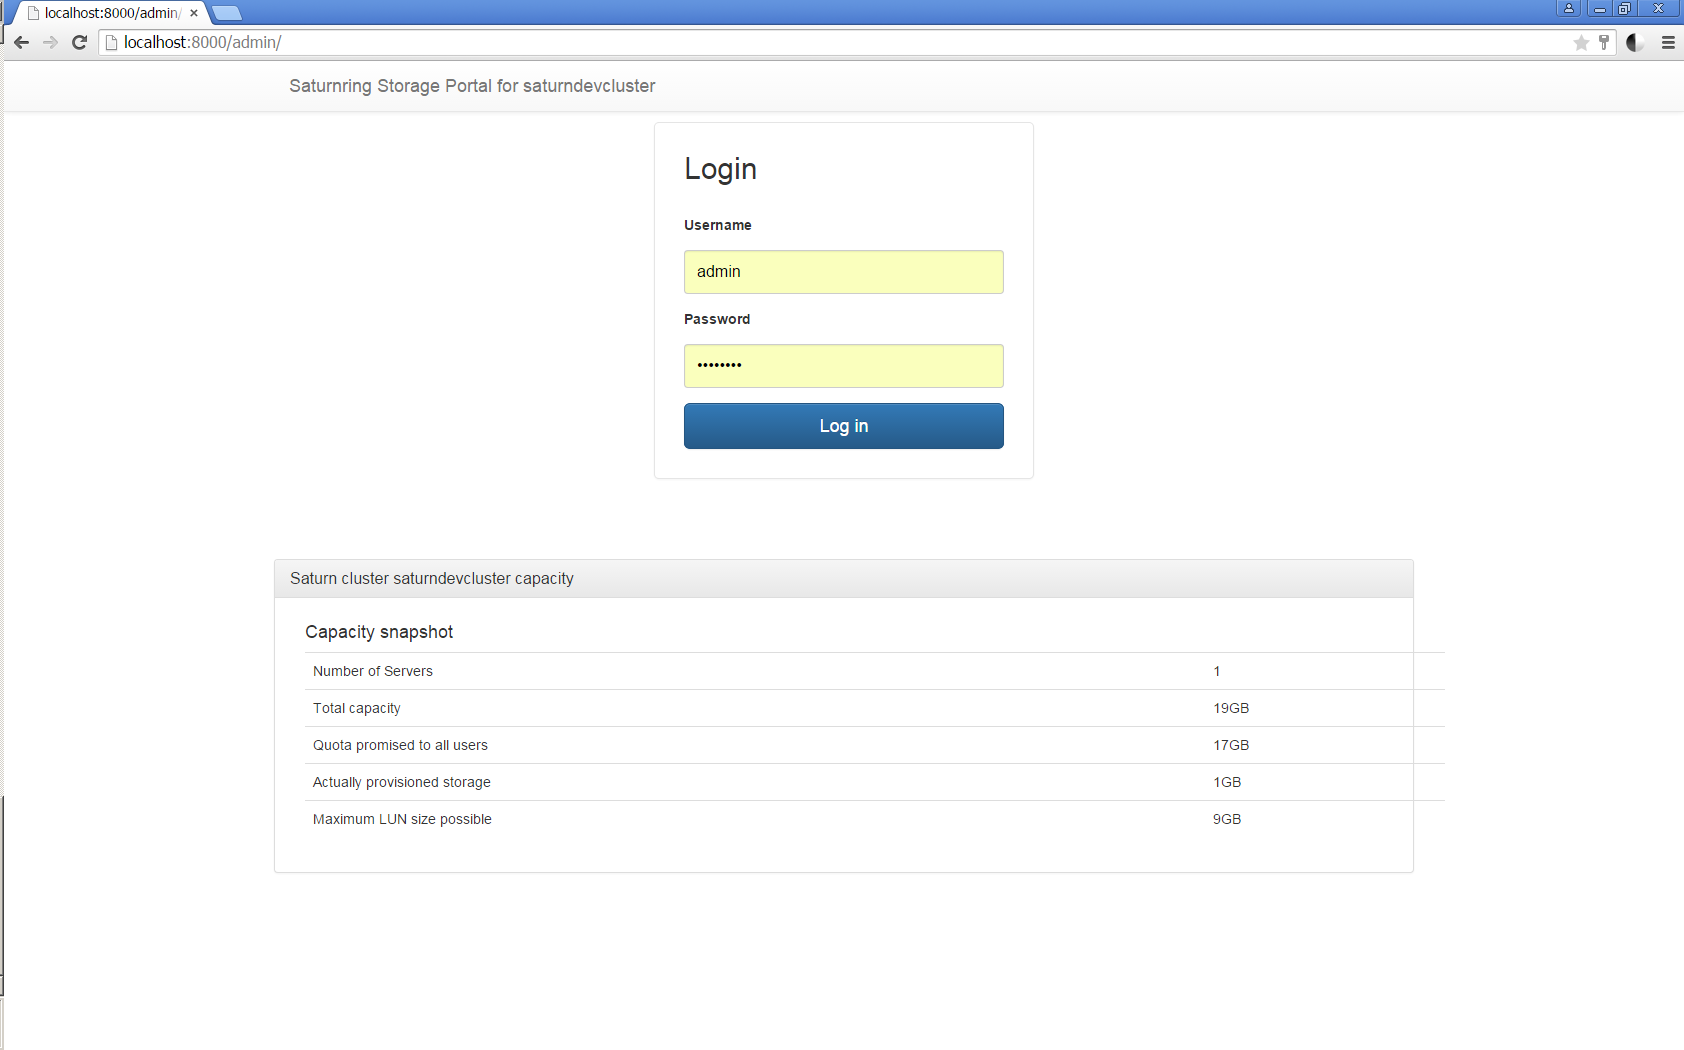 localhost:8000/admin/
localhost:8000/admin/
Saturnring Storage Portal for saturndevcluster
Login
Username
admin
Password
••••••••
Log in
Saturn cluster saturndevcluster capacity
Capacity snapshot
Number of Servers 1
Total capacity 19GB
Quota promised to all users 17GB
Actually provisioned storage 1GB
Maximum LUN size possible 9GB